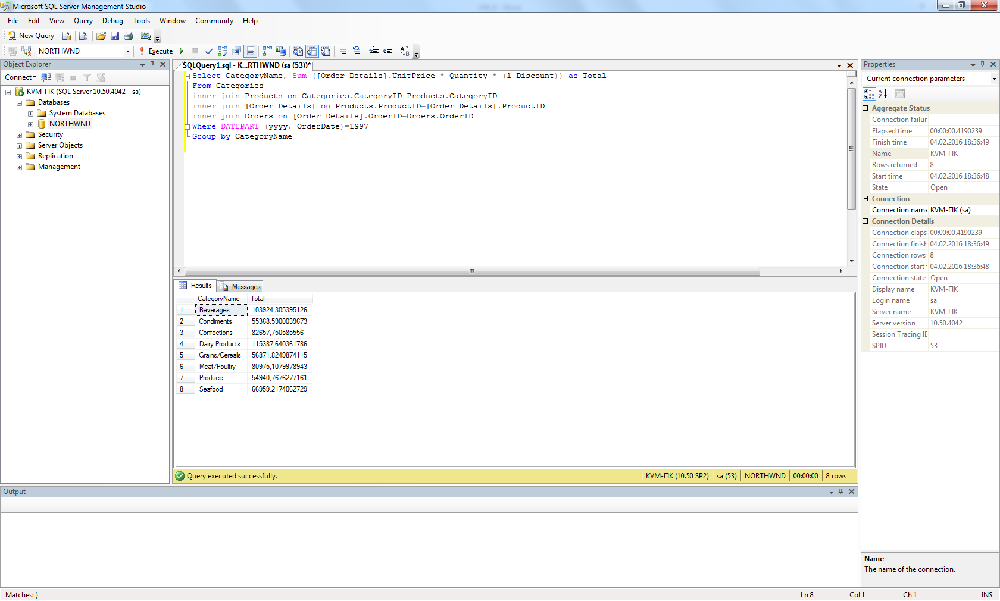 Microsoft SQL Server Management Studio
File Edit View Query Debug Tools Window Community Help
New Query
NORTHWND Execute
Object Explorer
Connect
KVM-ПК (SQL Server 10.50.4042 - sa)
Databases
System Databases
NORTHWND
Security
Server Objects
Replication
Management
SQLQuery1.sql - K...RTHWND (sa (53))*
Select CategoryName, Sum ([Order Details].UnitPrice * Quantity * (1-Discount)) as Total
From Categories
inner join Products on Categories.CategoryID=Products.CategoryID
inner join [Order Details] on Products.ProductID=[Order Details].ProductID
inner join Orders on [Order Details].OrderID=Orders.OrderID
Where DATEPART (yyyy, OrderDate)=1997
Group by CategoryName
Results Messages
CategoryName Total
1 Beverages 103924,305395126
2 Condiments 55368,5900039673
3 Confections 82657,750585556
4 Dairy Products 115387,640361786
5 Grains/Cereals 56871,8249874115
6 Meat/Poultry 80975,1079978943
7 Produce 54940,7676277161
8 Seafood 66959,2174062729
Query executed successfully. KVM-ПК (10.50 SP2) sa (53) NORTHWND 00:00:00 8 rows
Output
Properties
Current connection parameters
Aggregate Status
Connection failur
Elapsed time 00:00:00.4190239
Finish time 04.02.2016 18:36:49
Name KVM-ПК
Rows returned 8
Start time 04.02.2016 18:36:48
State Open
Connection
Connection name KVM-ПК (sa)
Connection Details
Connection elaps 00:00:00.4190239
Connection finish 04.02.2016 18:36:49
Connection rows 8
Connection start t 04.02.2016 18:36:48
Connection state Open
Display name KVM-ПК
Login name sa
Server name KVM-ПК
Server version 10.50.4042
Session Tracing ID
SPID 53
Name
The name of the connection.
Matches: ) Ln 8 Col 1 Ch 1 INS